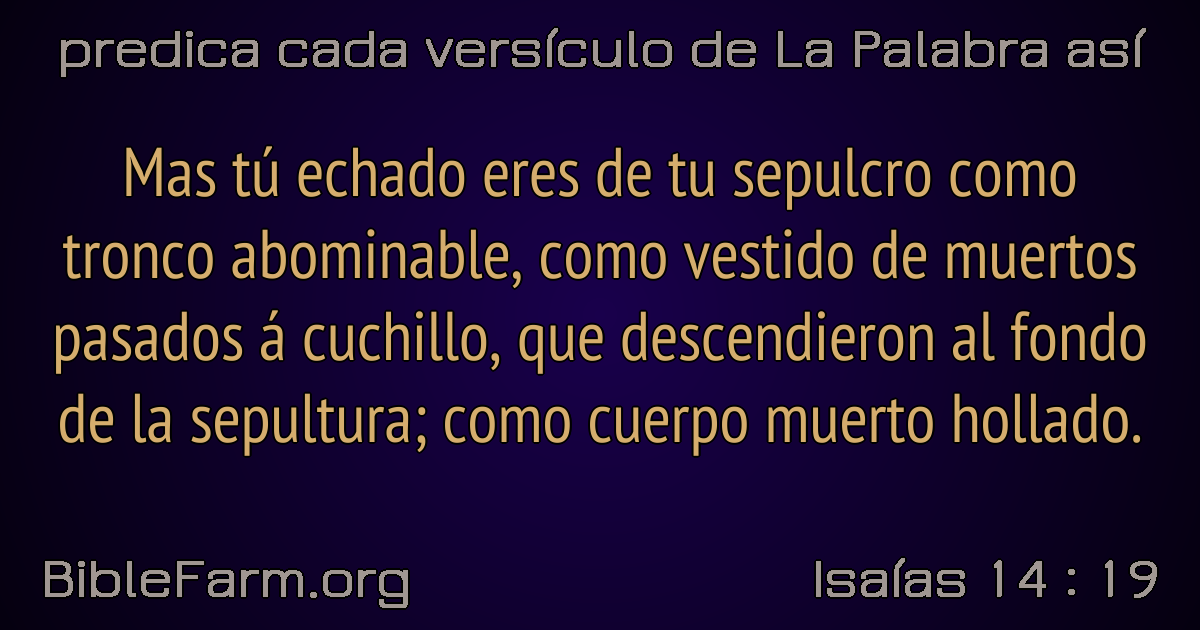 predica cada versículo de La Palabra así
Mas tú echado eres de tu sepulcro como
tronco abominable, como vestido de muertos
pasados á cuchillo, que descendieron al fondo
de la sepultura; como cuerpo muerto hollado.
BibleFarm.org
Isaías 14 : 19